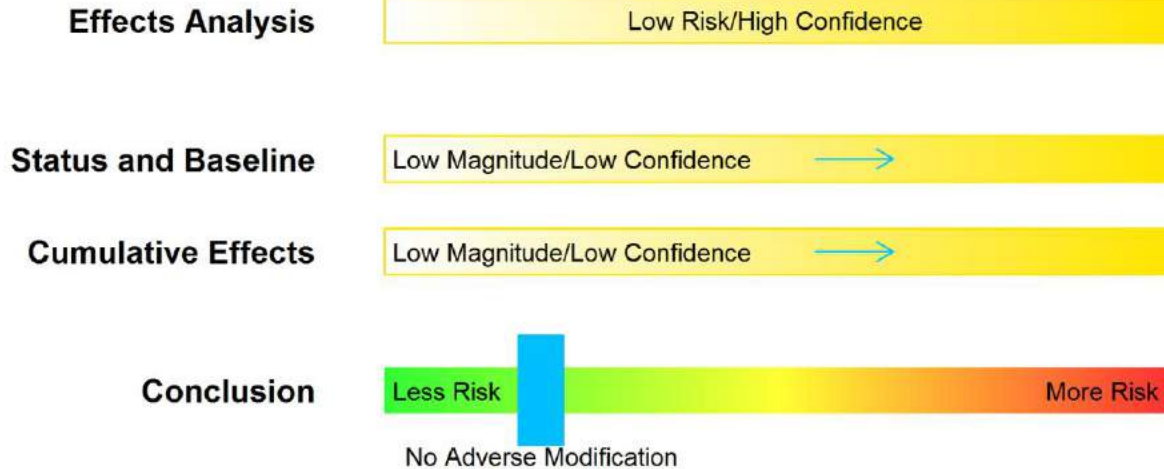 Effects Analysis Low Risk/High Confidence
Status and Baseline Low Magnitude/Low Confidence
Cumulative Effects Low Magnitude/Low Confidence
Conclusion Less Risk More Risk
No Adverse Modification